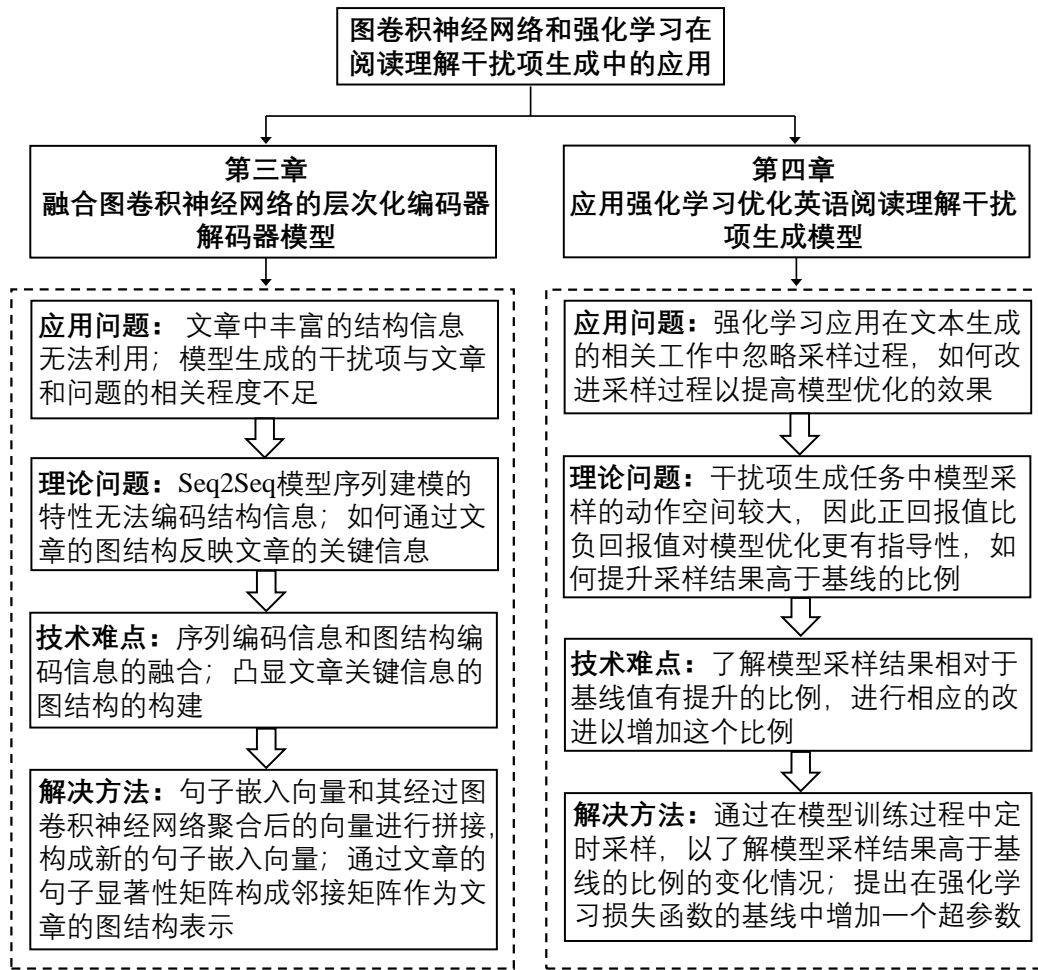 图卷积神经网络和强化学习在
阅读理解干扰项生成中的应用
第三章
融合图卷积神经网络的层次化编码器
解码器模型
应用问题： 文章中丰富的结构信息
无法利用；模型生成的干扰项与文章
和问题的相关程度不足
理论问题：Seq2Seq模型序列建模的
特性无法编码结构信息；如何通过文
章的图结构反映文章的关键信息
技术难点：序列编码信息和图结构编
码信息的融合；凸显文章关键信息的
图结构的构建
解决方法：句子嵌入向量和其经过图
卷积神经网络聚合后的向量进行拼接,
构成新的句子嵌入向量；通过文章的
句子显著性矩阵构成邻接矩阵作为文
章的图结构表示
第四章
应用强化学习优化英语阅读理解干扰
项生成模型
应用问题：强化学习应用在文本生成
的相关工作中忽略采样过程，如何改
进采样过程以提高模型优化的效果
理论问题：干扰项生成任务中模型采
样的动作空间较大，因此正回报值比
负回报值对模型优化更有指导性，如
何提升采样结果高于基线的比例
技术难点：了解模型采样结果相对于
基线值有提升的比例，进行相应的改
进以增加这个比例
解决方法：通过在模型训练过程中定
时采样，以了解模型采样结果高于基
线的比例的变化情况；提出在强化学
习损失函数的基线中增加一个超参数